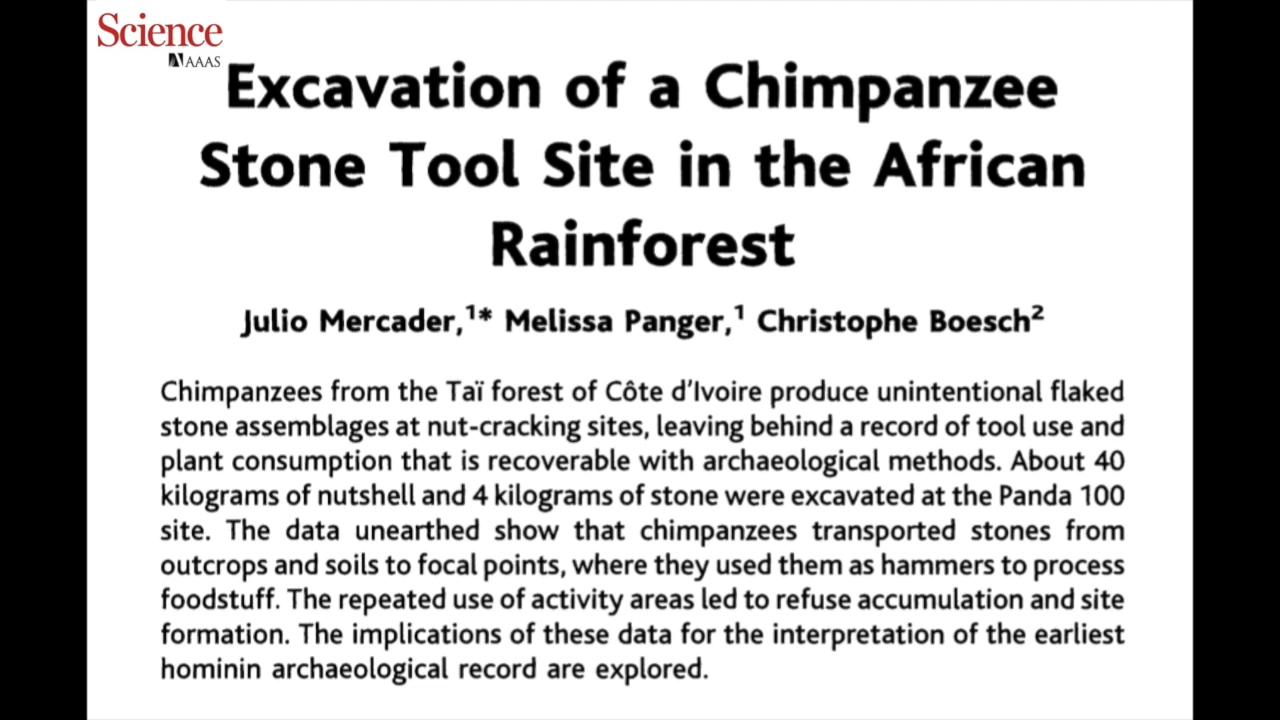 Science
AAAS
Excavation of a Chimpanzee
Stone Tool Site in the African
Rainforest
Julio Mercader,¹* Melissa Panger,¹ Christophe Boesch²
Chimpanzees from the Taï forest of Côte d'Ivoire produce unintentional flaked
stone assemblages at nut-cracking sites, leaving behind a record of tool use and
plant consumption that is recoverable with archaeological methods. About 40
kilograms of nutshell and 4 kilograms of stone were excavated at the Panda 100
site. The data unearthed show that chimpanzees transported stones from
outcrops and soils to focal points, where they used them as hammers to process
foodstuff. The repeated use of activity areas led to refuse accumulation and site
formation. The implications of these data for the interpretation of the earliest
hominin archaeological record are explored.